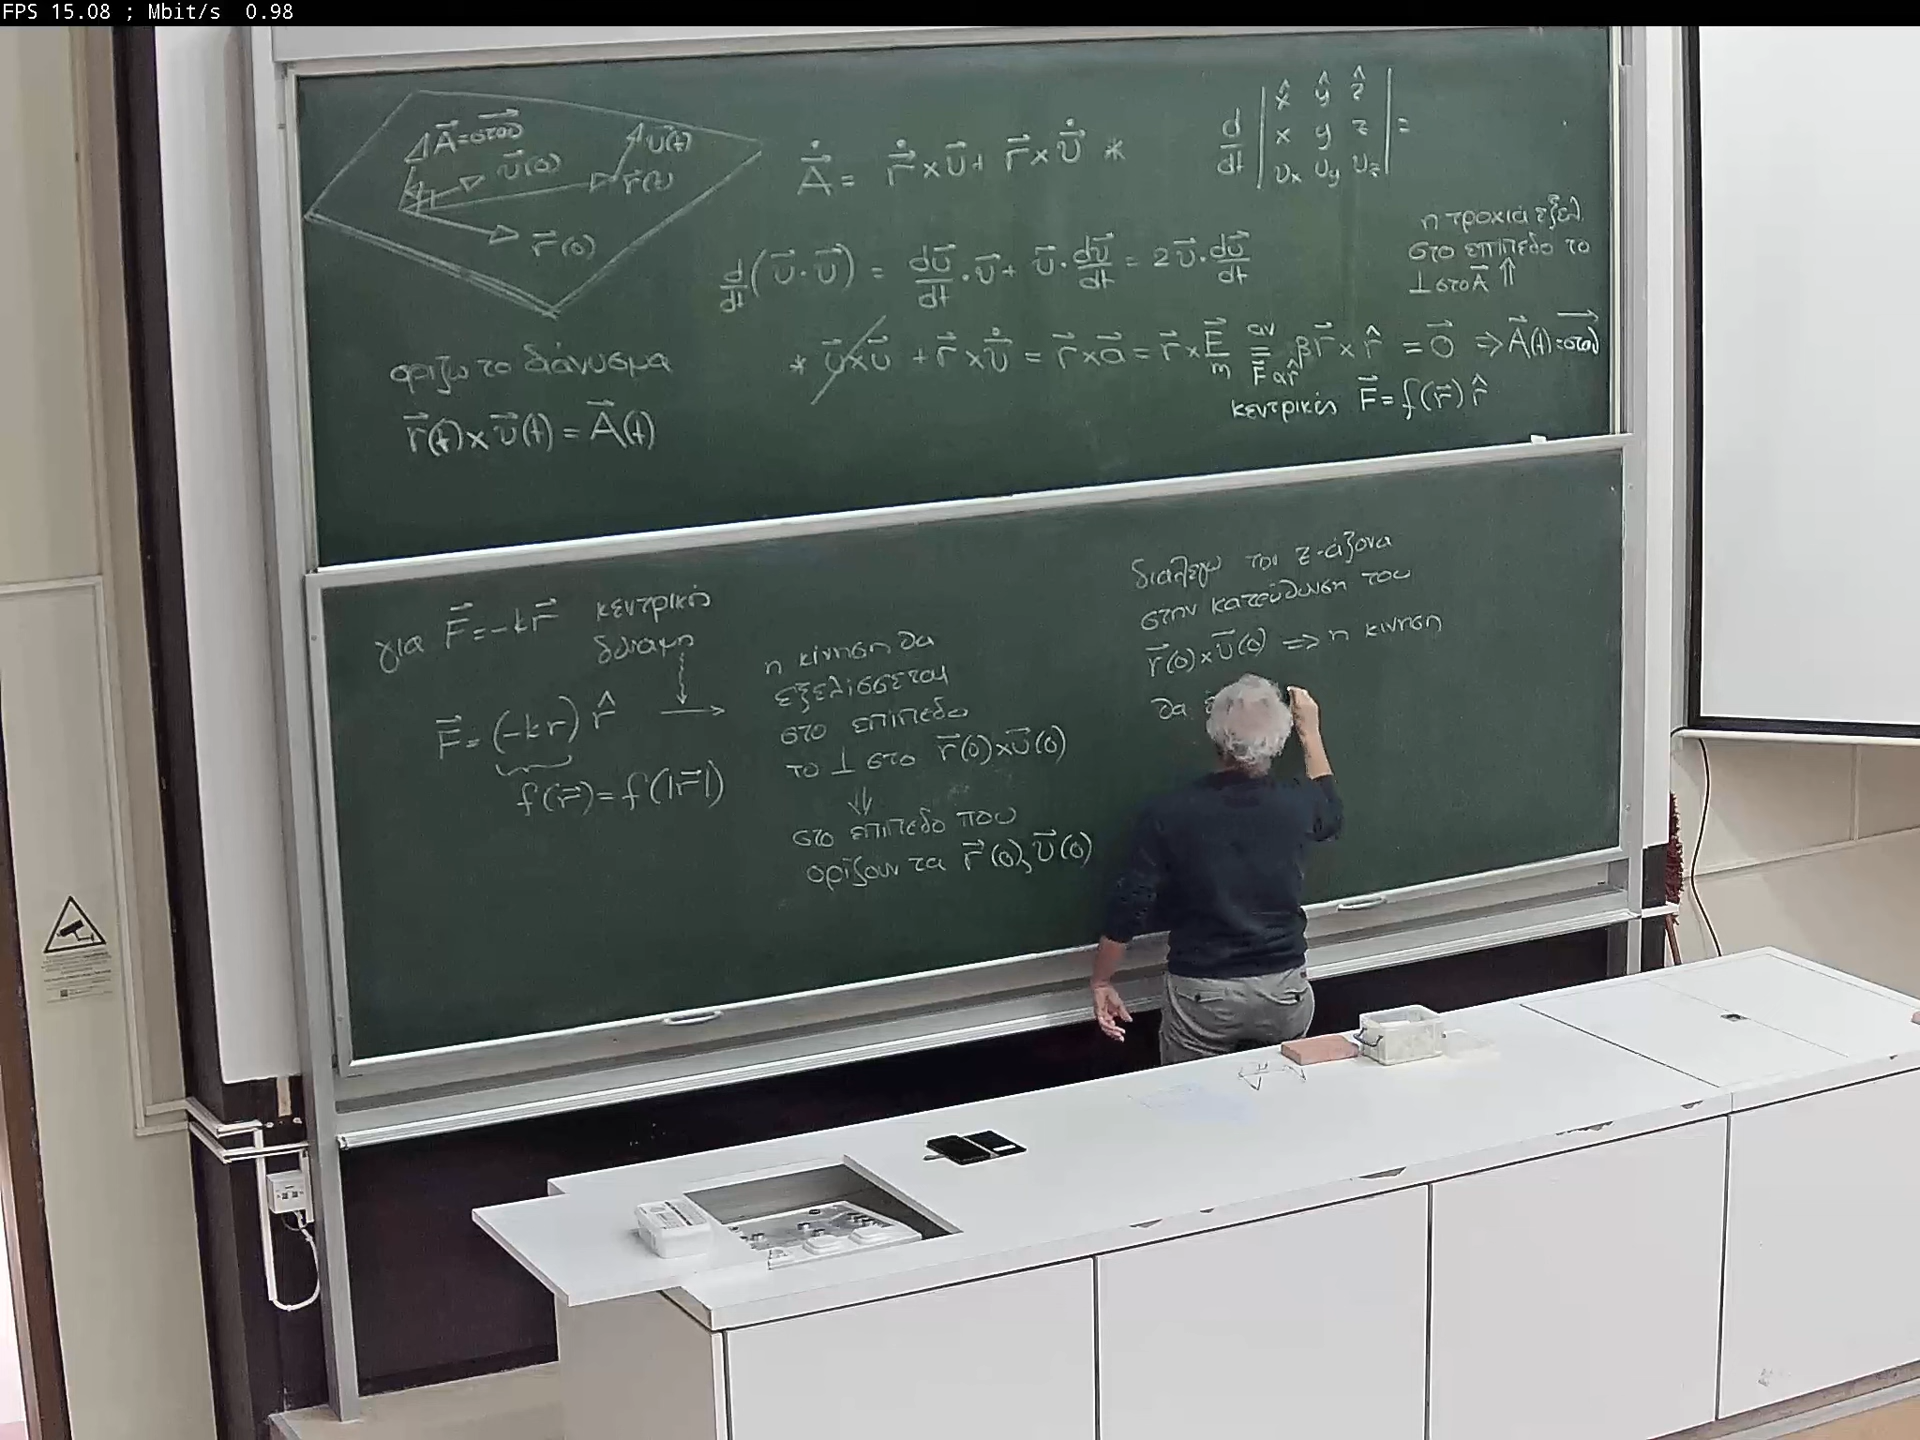 FPS 15.08 ; Mbit/s 0.98
A⃗=σταθ
υ⃗(0)
υ⃗(t)
r⃗(t)
r⃗(0)
ορίζω το διάνυσμα
r⃗(t)×υ⃗(t) = A⃗(t)
A⃗̇ = r⃗̇×υ⃗ + r⃗×υ⃗̇ *
d/dt | x̂ ŷ ẑ |
| x y z | =
| υx υy υz |
d/dt(υ⃗·υ⃗) = dυ⃗/dt·υ⃗ + υ⃗·dυ⃗/dt = 2υ⃗·dυ⃗/dt
η τροχιά εξελ.
στο επίπεδο το
⊥ στο A⃗ ⇑
* υ⃗×υ⃗ + r⃗×υ⃗̇ = r⃗×a⃗ = r⃗×F⃗/m = αν F⃗ α r̂ βr⃗×r̂ = 0⃗ ⇒ A⃗(t)=σταθ
κεντρικές F⃗ = f(r⃗) r̂
για F⃗=-kr⃗ κεντρική
δύναμη
F⃗ = (-kr) r̂ →
f(r⃗)=f(|r⃗|)
η κίνηση θα
εξελίσσεται
στο επίπεδο
το ⊥ στο r⃗(0)×υ⃗(0)
⇓
στο επίπεδο που
ορίζουν τα r⃗(0), υ⃗(0)
διαλέγω τον z-άξονα
στην κατεύθυνση του
r⃗(0)×υ⃗(0) ⇒ η κίνηση
θα